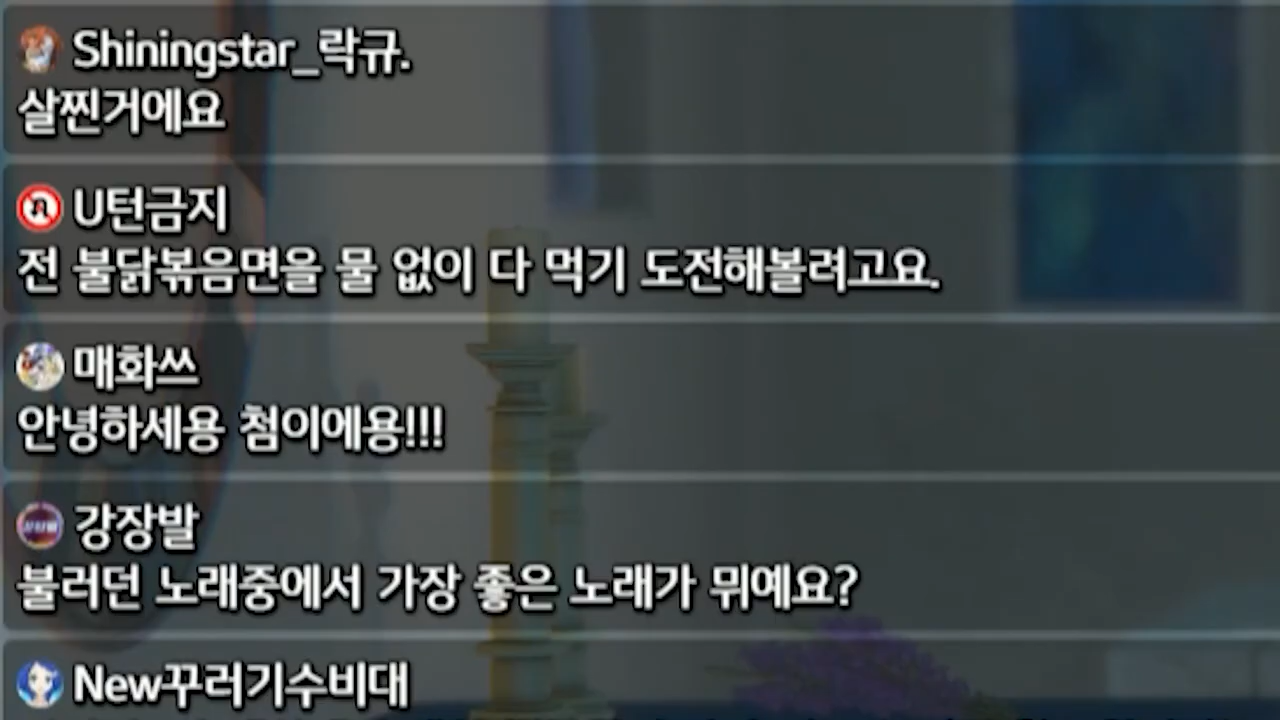 Shiningstar_락규.
살찐거에요
U턴금지
전 불닭볶음면을 물 없이 다 먹기 도전해볼려고요.
매화쓰
안녕하세용 첨이에용!!!
강장발
불러던 노래중에서 가장 좋은 노래가 뭐예요?
New꾸러기수비대